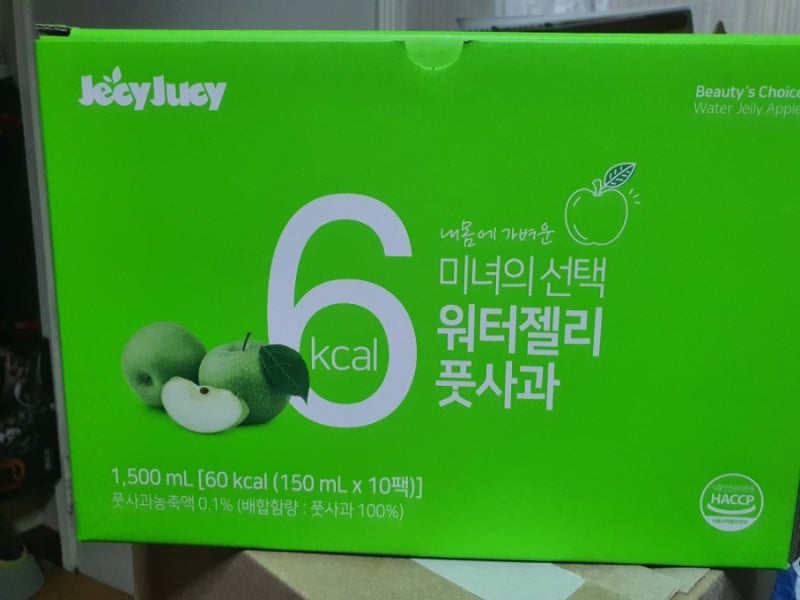 JecyJucy
Beauty's Choice
Water Jelly Apple
내몸에 가벼운
미녀의 선택
워터젤리
풋사과
6
kcal
1,500 mL [60 kcal (150 mL x 10팩)]
풋사과농축액 0.1% (배합함량 : 풋사과 100%)
HACCP